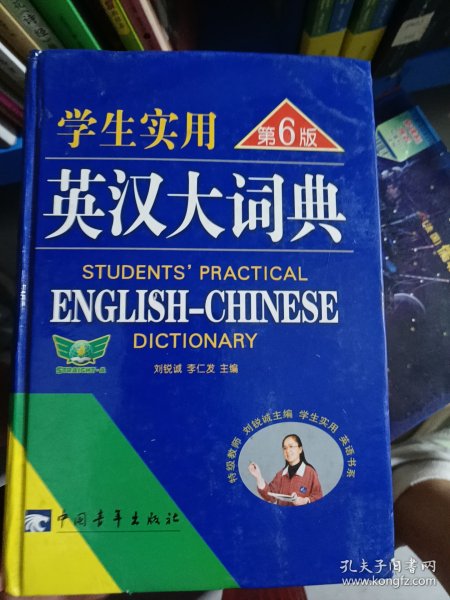 学生实用
第6版
英汉大词典
STUDENTS' PRACTICAL
ENGLISH-CHINESE
DICTIONARY
STRAIGHT-A
刘锐诚 李仁发 主编
特级教师 刘锐诚主编 学生实用 英语书系
中国青年出版社
孔夫子旧书网
www.kongfz.com